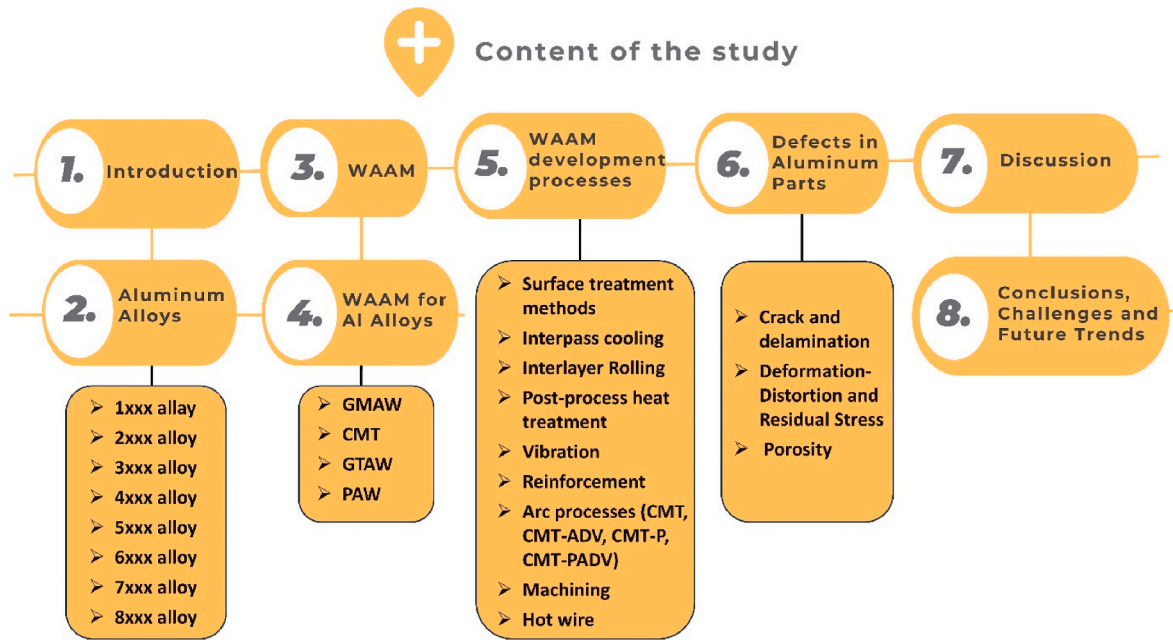 Content of the study
1.
Introduction
2.
Aluminum
Alloys
➢ 1xxx allay
➢ 2xxx alloy
➢ 3xxx alloy
➢ 4xxx alloy
➢ 5xxx alloy
➢ 6xxx alloy
➢ 7xxx alloy
➢ 8xxx alloy
3.
WAAM
4.
WAAM for
Al Alloys
➢ GMAW
➢ CMT
➢ GTAW
➢ PAW
5.
WAAM
development
processes
➢ Surface treatment
methods
➢ Interpass cooling
➢ Interlayer Rolling
➢ Post-process heat
treatment
➢ Vibration
➢ Reinforcement
➢ Arc processes (CMT,
CMT-ADV, CMT-P,
CMT-PADV)
➢ Machining
➢ Hot wire
6.
Defects in
Aluminum
Parts
➢ Crack and
delamination
➢ Deformation-
Distortion and
Residual Stress
➢ Porosity
7.
Discussion
8.
Conclusions,
Challenges and
Future Trends